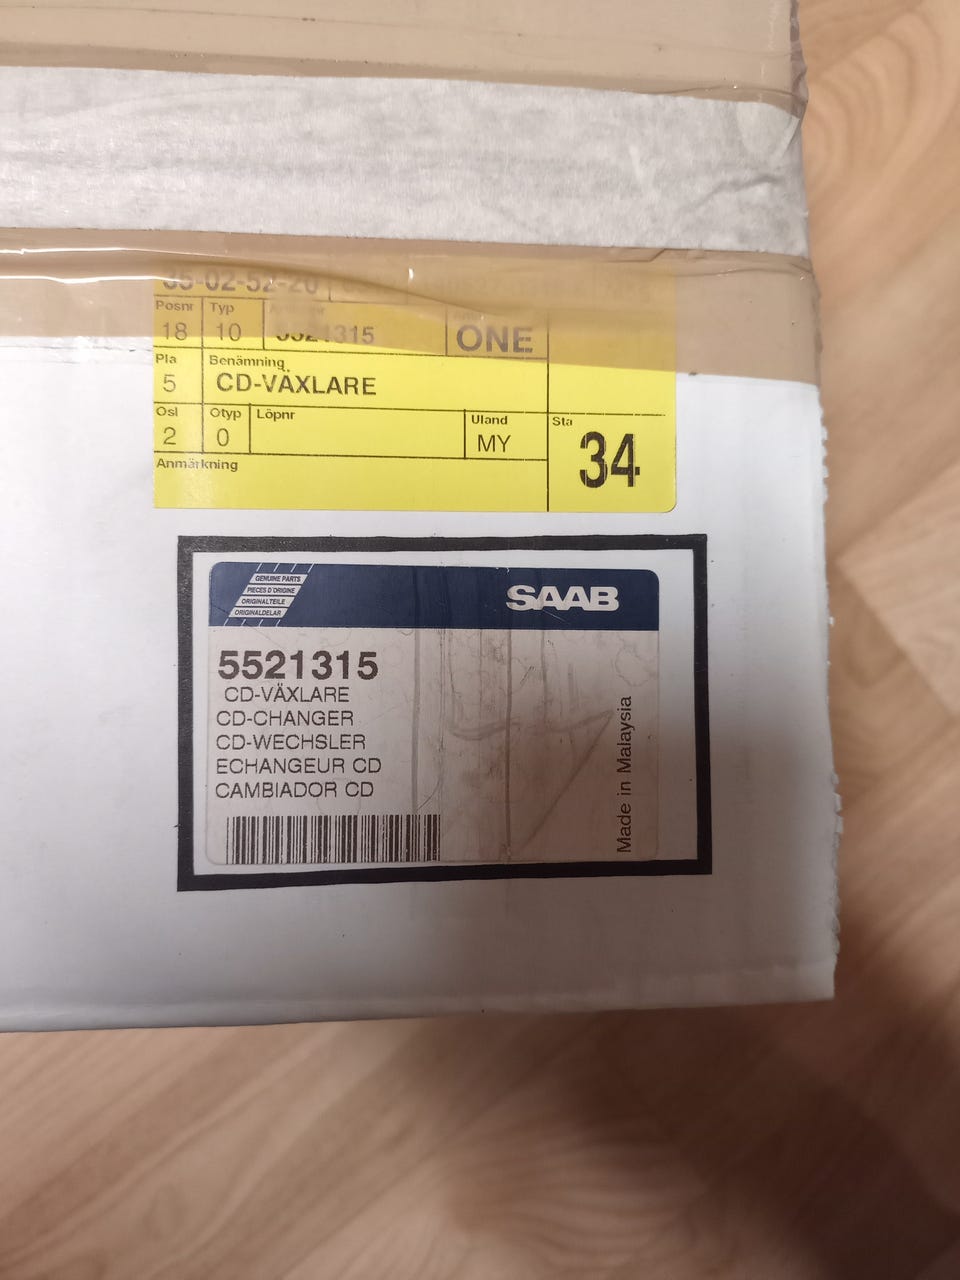 Posnr Typ
18 10 5521315 ONE
Pla Benämning
5 CD-VÄXLARE
Osl Otyp Löpnr Uland Sta
2 0 MY 34
Anmärkning
GENUINE PARTS
PIECES D'ORIGINE
ORIGINALTEILE
ORIGINALDELAR
SAAB
5521315
CD-VÄXLARE
CD-CHANGER
CD-WECHSLER
ECHANGEUR CD
CAMBIADOR CD
Made in Malaysia